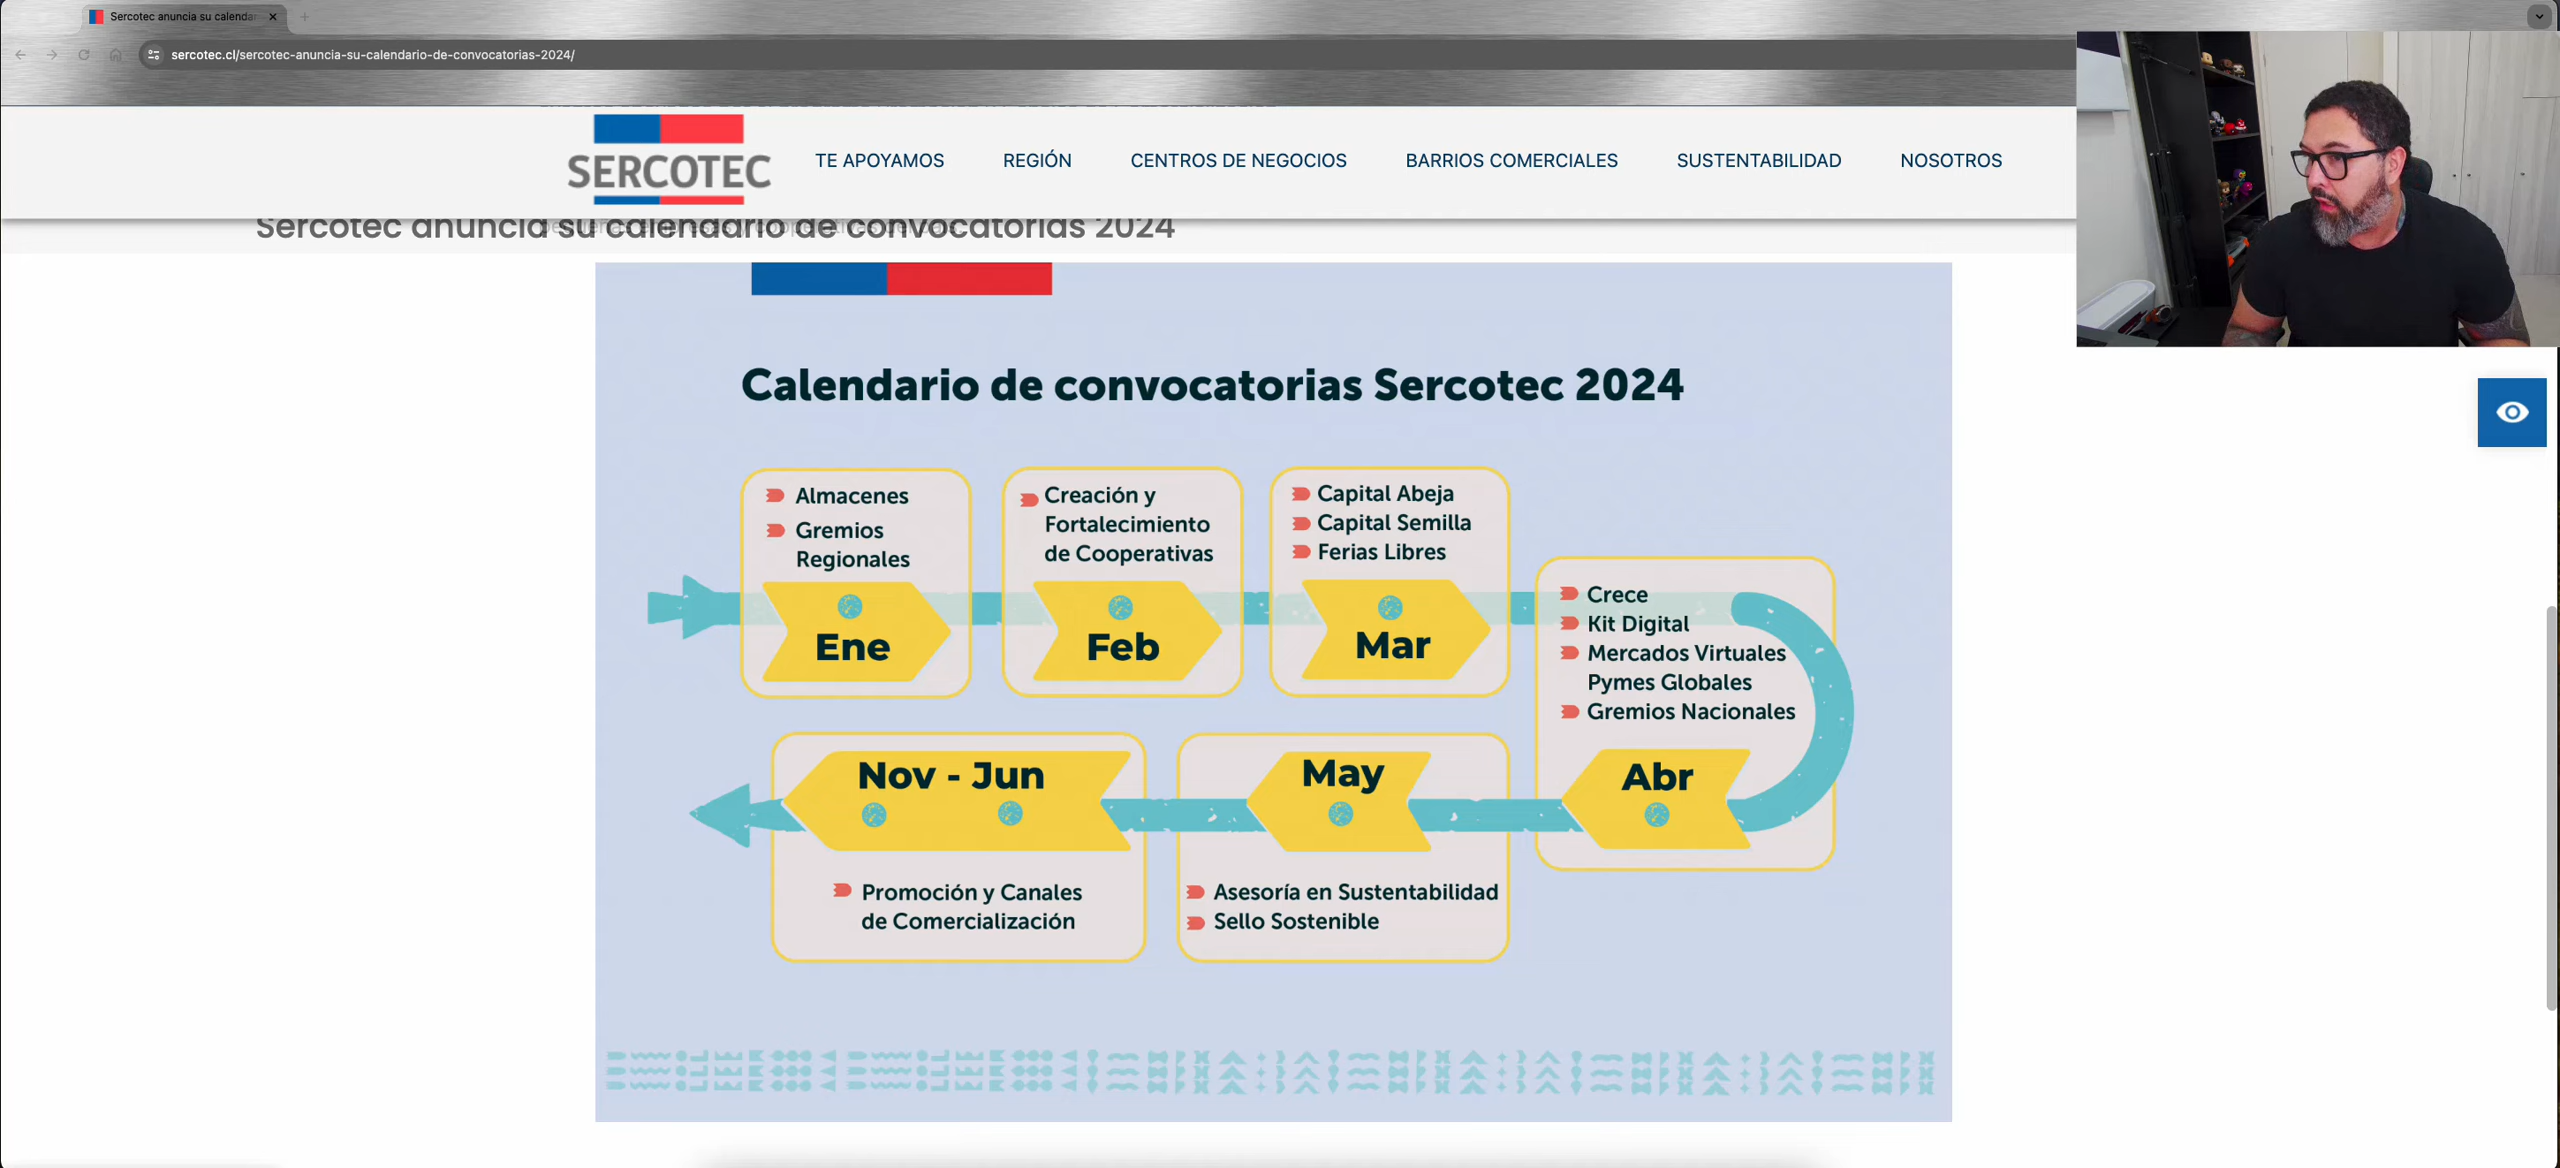 Sercotec anuncia su calenda
sercotec.cl/sercotec-anuncia-su-calendario-de-convocatorias-2024/
SERCOTEC
TE APOYAMOS
REGIÓN
CENTROS DE NEGOCIOS
BARRIOS COMERCIALES
SUSTENTABILIDAD
NOSOTROS
Sercotec anuncia su calendario de convocatorias 2024
Calendario de convocatorias Sercotec 2024
Almacenes
Gremios
Regionales
Ene
Creación y
Fortalecimiento
de Cooperativas
Feb
Capital Abeja
Capital Semilla
Ferias Libres
Mar
Crece
Kit Digital
Mercados Virtuales
Pymes Globales
Gremios Nacionales
Abr
May
Asesoría en Sustentabilidad
Sello Sostenible
Nov - Jun
Promoción y Canales
de Comercialización